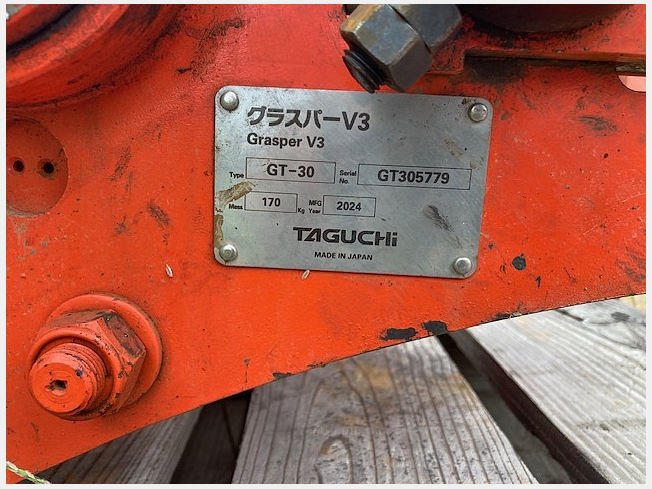 グラスパーV3
Grasper V3
Type GT-30 Serial No. GT305779
Mass 170 Kg MFG Year 2024
TAGUCHi
MADE IN JAPAN